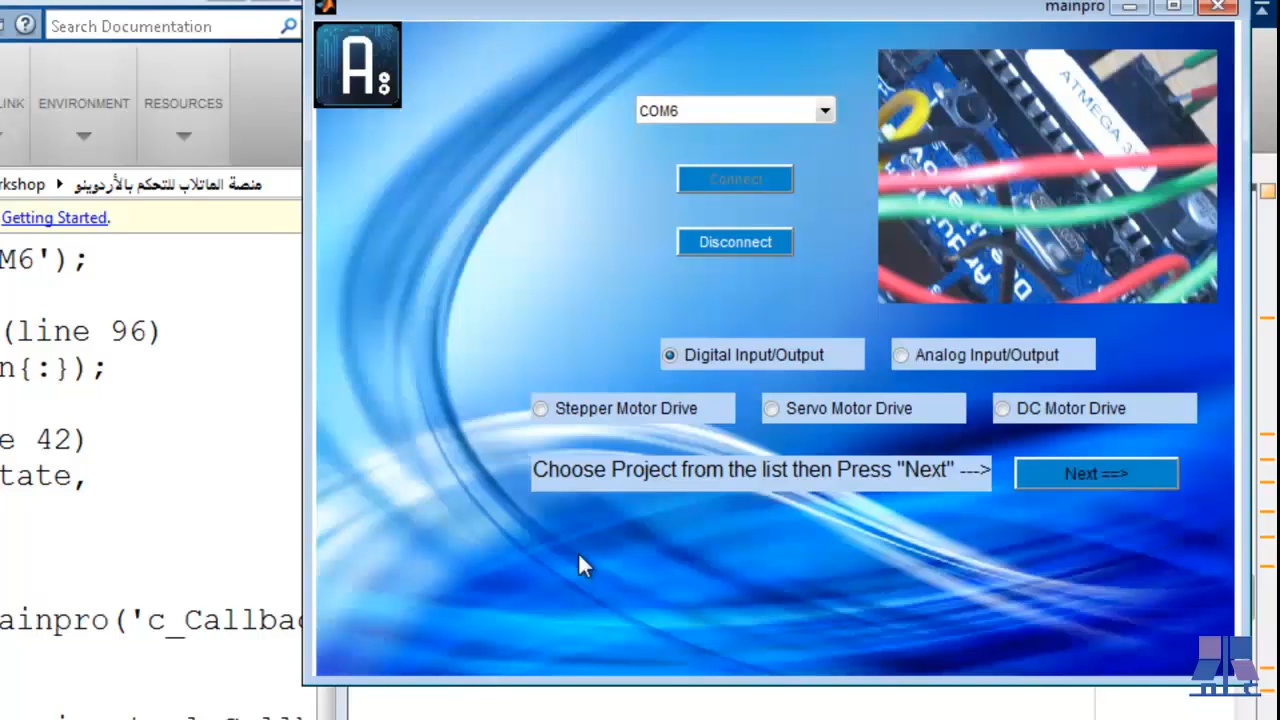 mainpro
Search Documentation
LINK ENVIRONMENT RESOURCES
rkshop ▸ منصة الماتلاب للتحكم بالأردوينو
Getting Started.
M6');
(line 96)
n{:});
e 42)
tate,
ainpro('c_Callbac
A:
COM6
Connect
Disconnect
ATMEGA 3
Digital Input/Output
Analog Input/Output
Stepper Motor Drive
Servo Motor Drive
DC Motor Drive
Choose Project from the list then Press "Next" --->
Next ==>